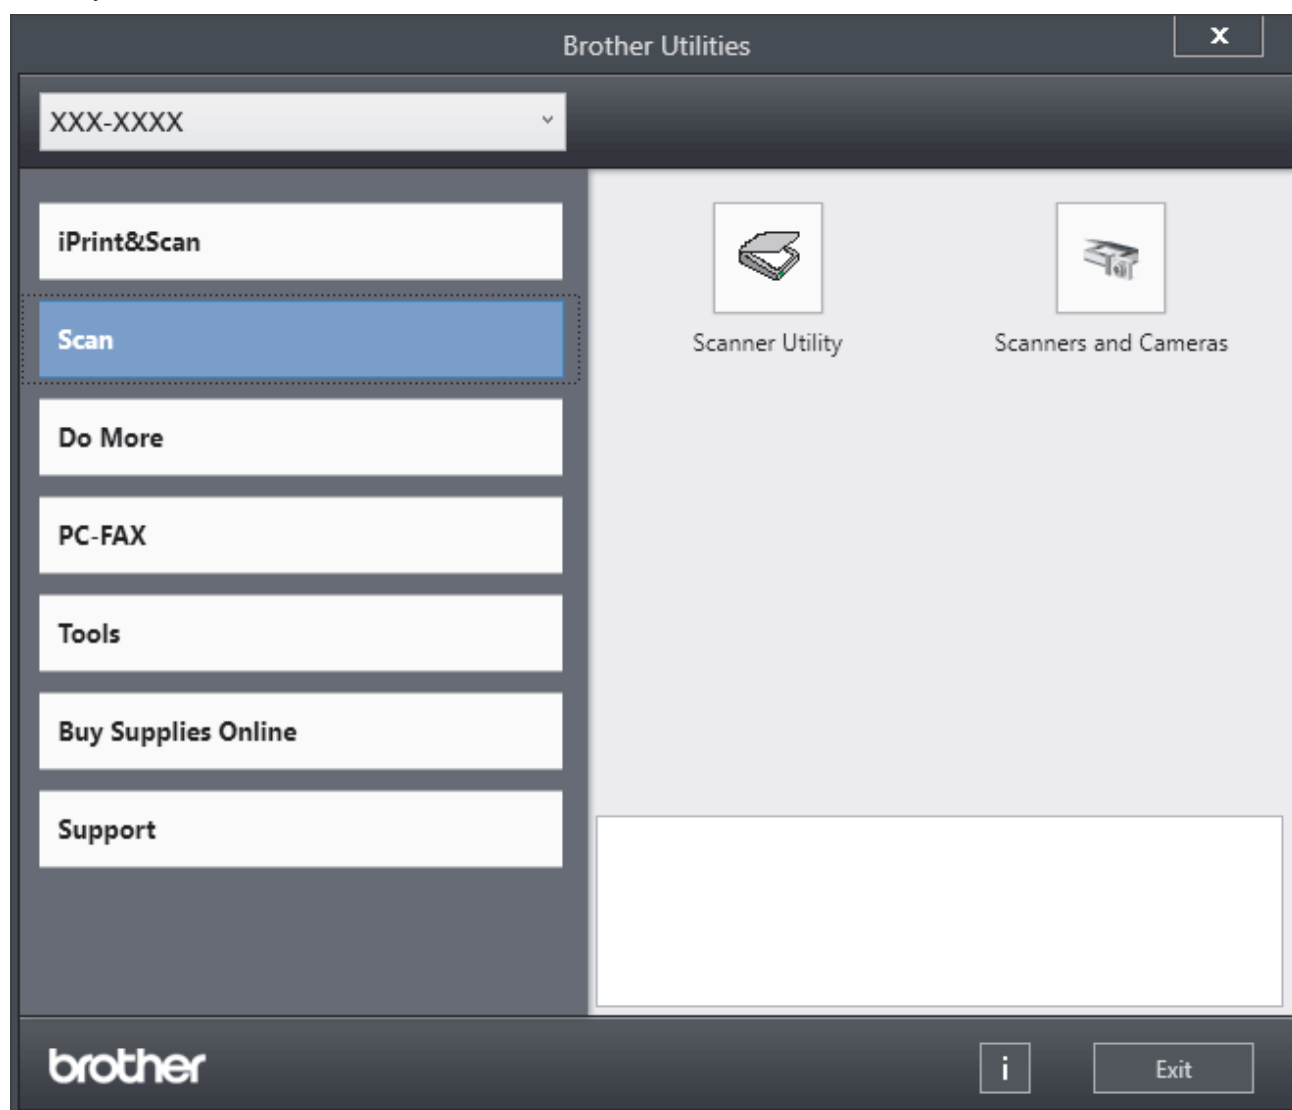 Brother Utilities
x
XXX-XXXX
iPrint&Scan
Scan
Do More
PC-FAX
Tools
Buy Supplies Online
Support
Scanner Utility
Scanners and Cameras
brother
i
Exit